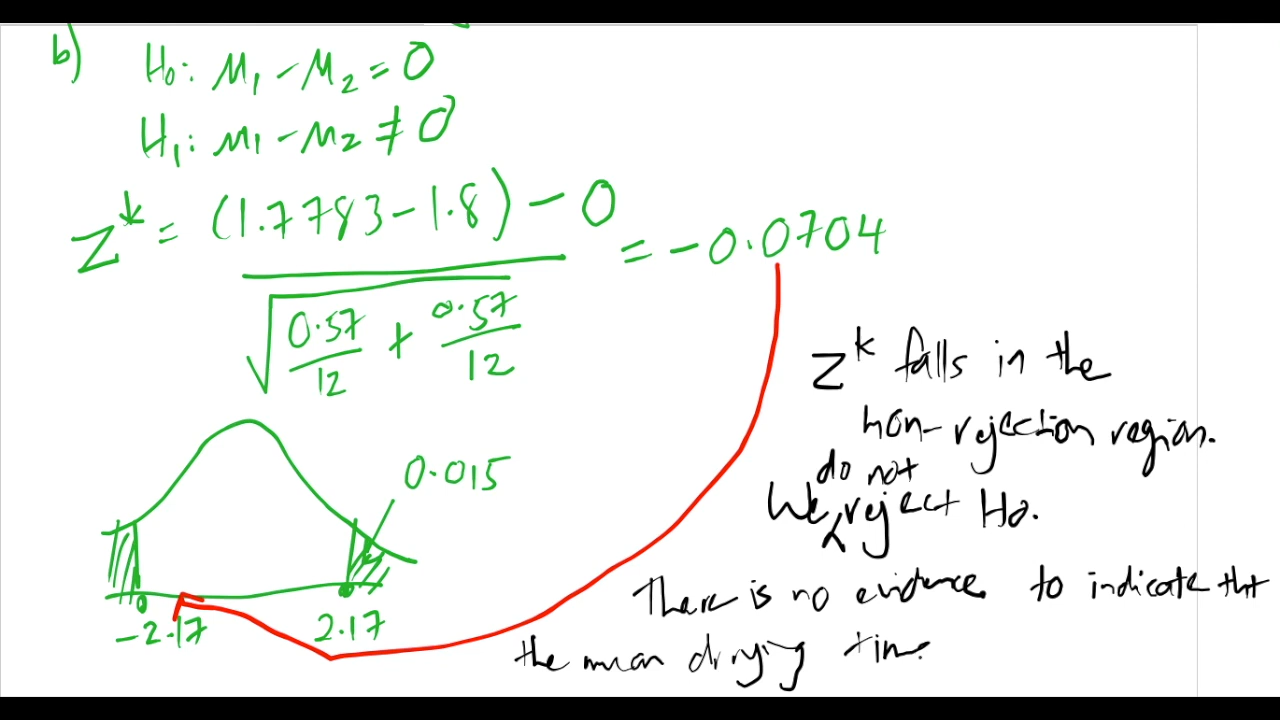 b)
H₀: μ₁ - μ₂ = 0
H₁: μ₁ - μ₂ ≠ 0
Z* = (1.7783 - 1.8) - 0 / √(0.57/12 + 0.57/12) = -0.0704
0.015
-2.17
2.17
Z* falls in the
non-rejection region.
We do not reject H₀.
There is no evidence to indicate tht
the mean drying time